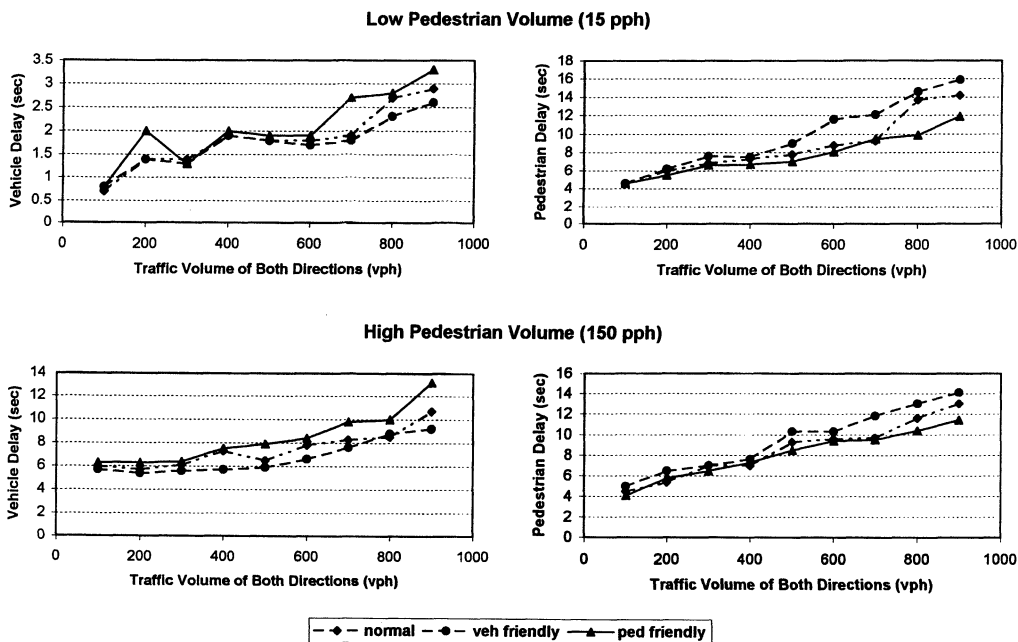 Low Pedestrian Volume (15 pph)
Vehicle Delay (sec)
3.5
3
2.5
2
1.5
1
0.5
0
0 200 400 600 800 1000
Traffic Volume of Both Directions (vph)
Pedestrian Delay (sec)
18
16
14
12
10
8
6
4
2
0
0 200 400 600 800 1000
Traffic Volume of Both Directions (vph)
High Pedestrian Volume (150 pph)
Vehicle Delay (sec)
14
12
10
8
6
4
2
0
0 200 400 600 800 1000
Traffic Volume of Both Directions (vph)
Pedestrian Delay (sec)
16
14
12
10
8
6
4
2
0
0 200 400 600 800 1000
Traffic Volume of Both Directions (vph)
normal veh friendly ped friendly